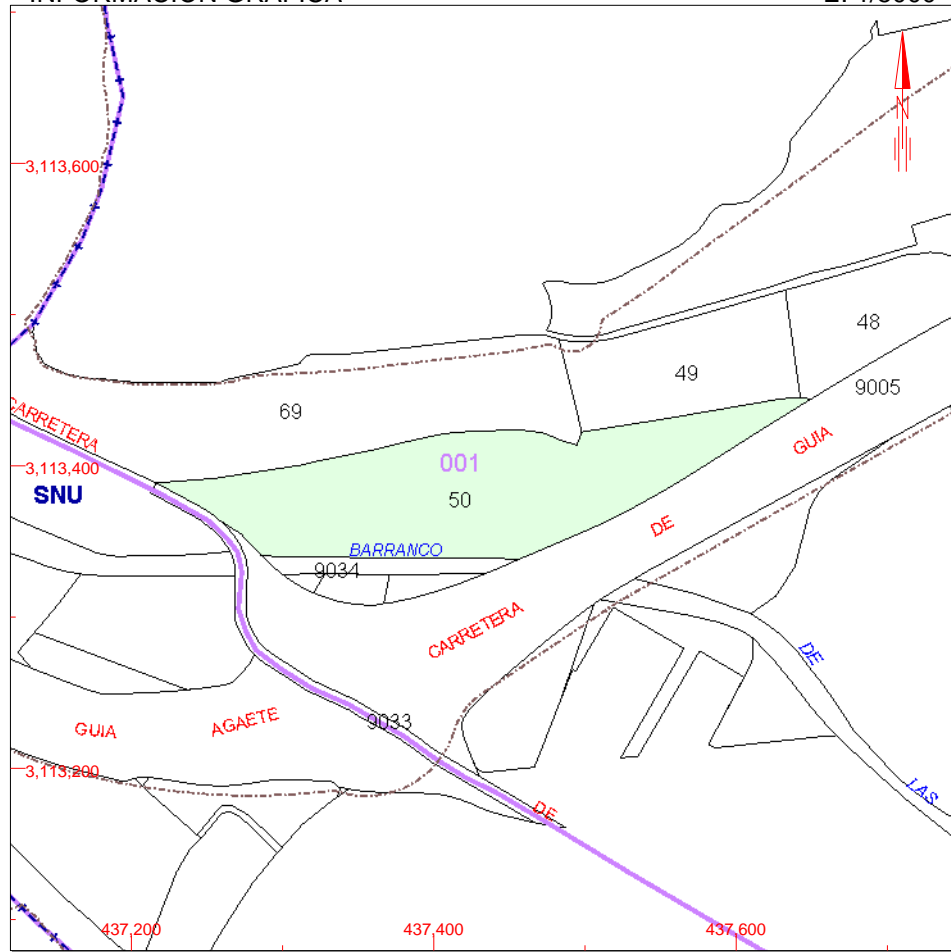 3,113,600
48
49
9005
69
CARRETERA
GUIA
001
3,113,400
SNU
50
DE
BARRANCO
9034
CARRETERA
DE
9033
AGAETE
GUIA
3,113,200
LAS
DE
437,200
437,400
437,600
N